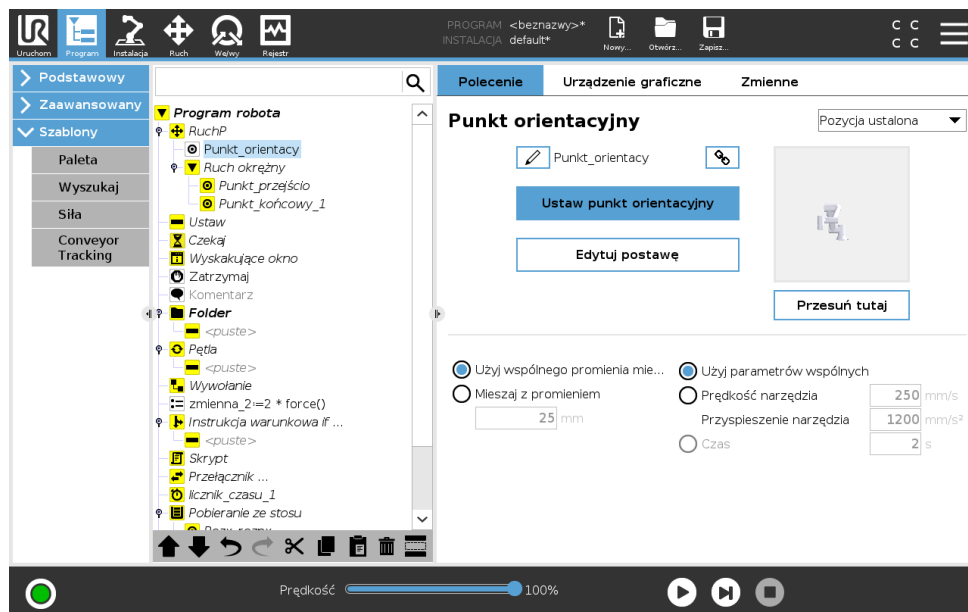 PROGRAM <beznazwy>*
INSTALACJA default*
Uruchom
Program
Instalacja
Ruch
We/wy
Rejestr
Nowy...
Otwórz...
Zapisz...
C C
C C
Podstawowy
Zaawansowany
Szablony
Paleta
Wyszukaj
Siła
Conveyor
Tracking
Program robota
RuchP
Punkt_orientacy
Ruch okrężny
Punkt_przejścio
Punkt_końcowy_1
Ustaw
Czekaj
Wyskakujące okno
Zatrzymaj
Komentarz
Folder
<puste>
Pętla
<puste>
Wywołanie
zmienna_2:=2 * force()
Instrukcja warunkowa if ...
<puste>
Skrypt
Przełącznik ...
licznik_czasu_1
Pobieranie ze stosu
Polecenie
Urządzenie graficzne
Zmienne
Punkt orientacyjny
Pozycja ustalona
Punkt_orientacy
Ustaw punkt orientacyjny
Edytuj postawę
Przesuń tutaj
Użyj wspólnego promienia mie...
Mieszaj z promieniem
25 mm
Użyj parametrów wspólnych
Prędkość narzędzia 250 mm/s
Przyspieszenie narzędzia 1200 mm/s²
Czas 2 s
Prędkość 100%